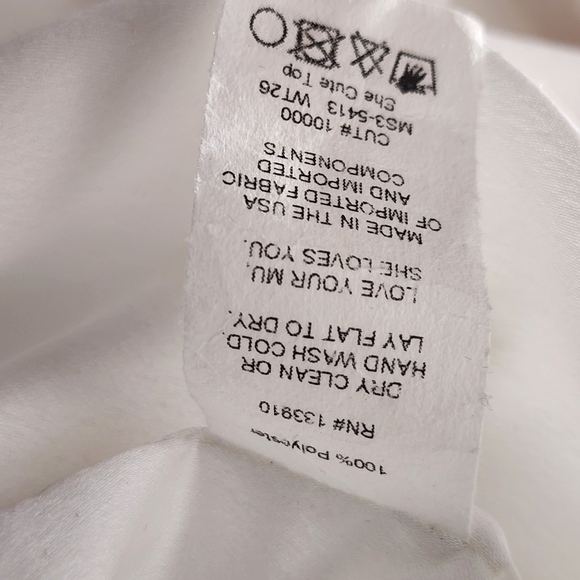 100% Polyester
RN# 133910
DRY CLEAN OR
HAND WASH COLD.
LAY FLAT TO DRY.
LOVE YOUR MU.
SHE LOVES YOU.
MADE IN THE USA
OF IMPORTED FABRIC
AND IMPORTED
COMPONENTS
CUT# 10000
MS3-5413 WT26
She Cute Top